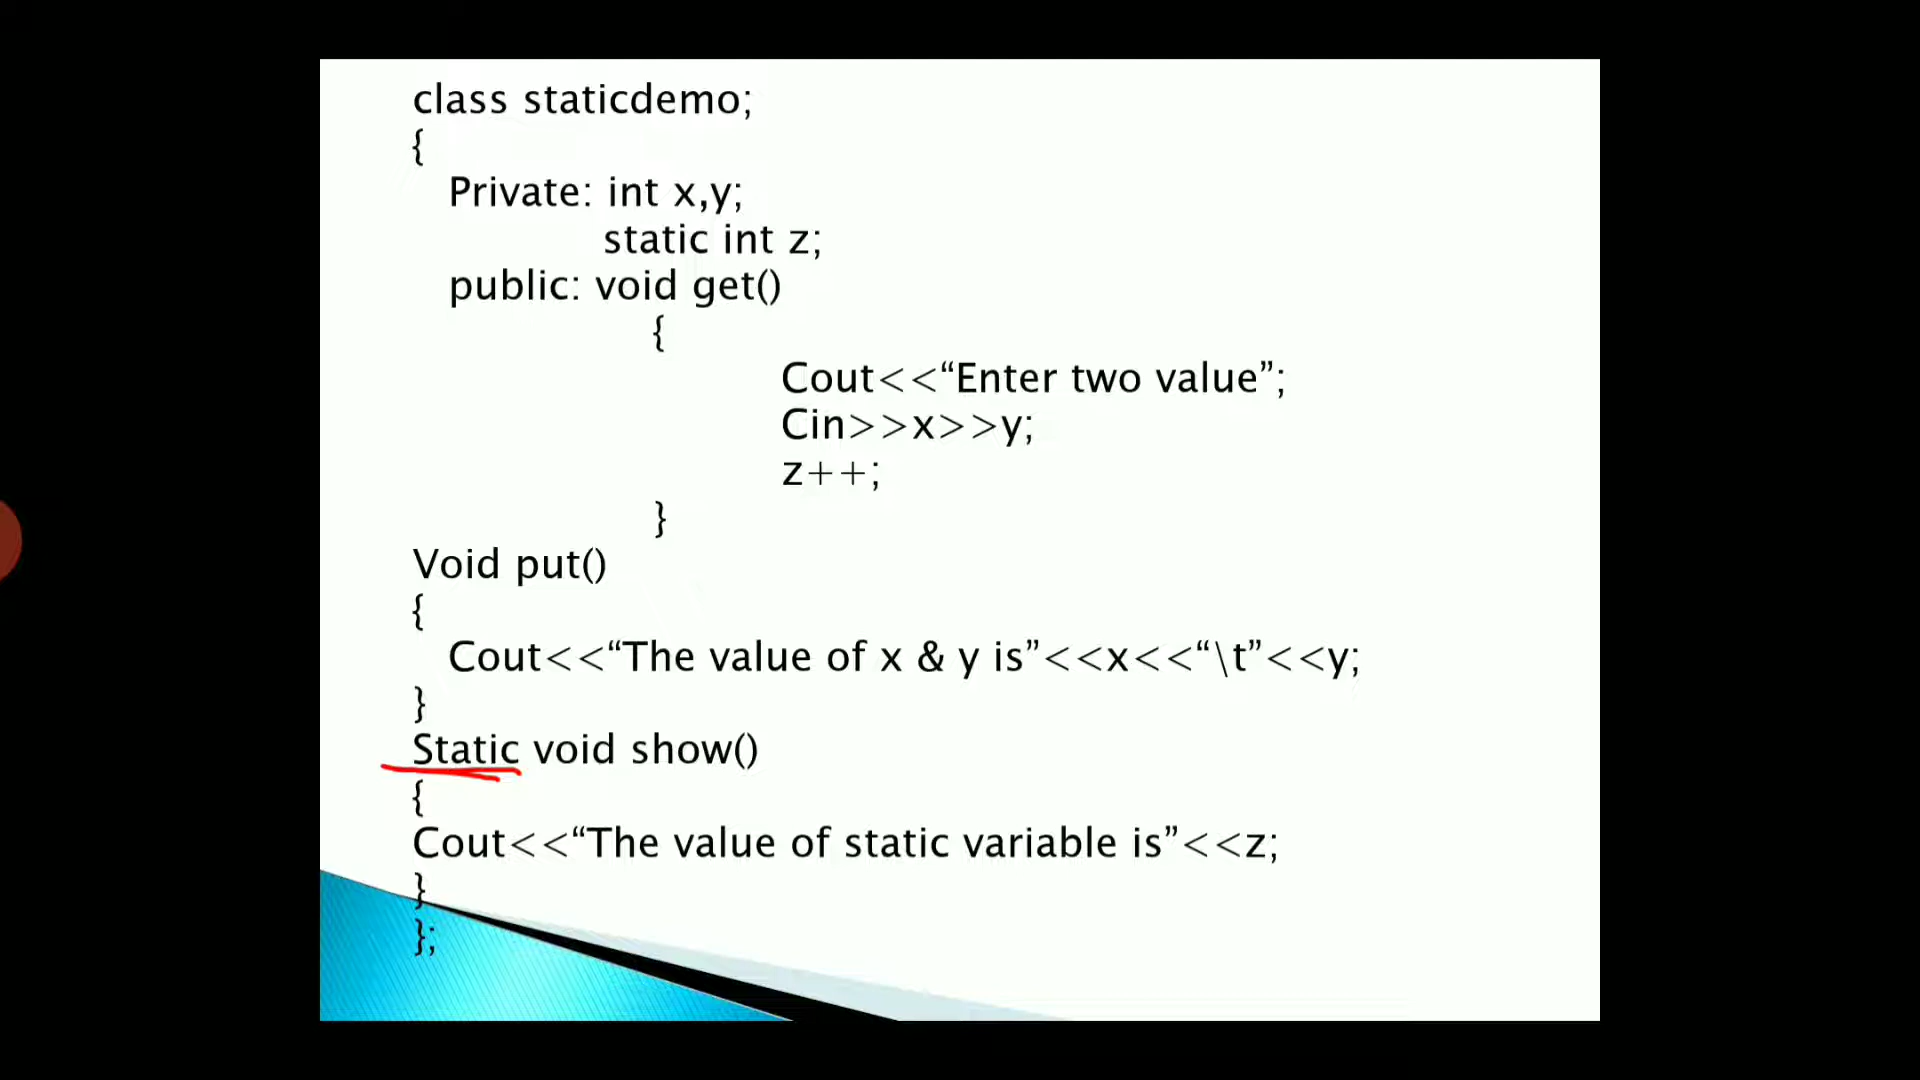 class staticdemo;
{
Private: int x,y;
static int z;
public: void get()
{
Cout<<“Enter two value”;
Cin>>x>>y;
z++;
}
Void put()
{
Cout<<“The value of x & y is”<<x<<“\t”<<y;
}
Static void show()
{
Cout<<“The value of static variable is”<<z;
}
};